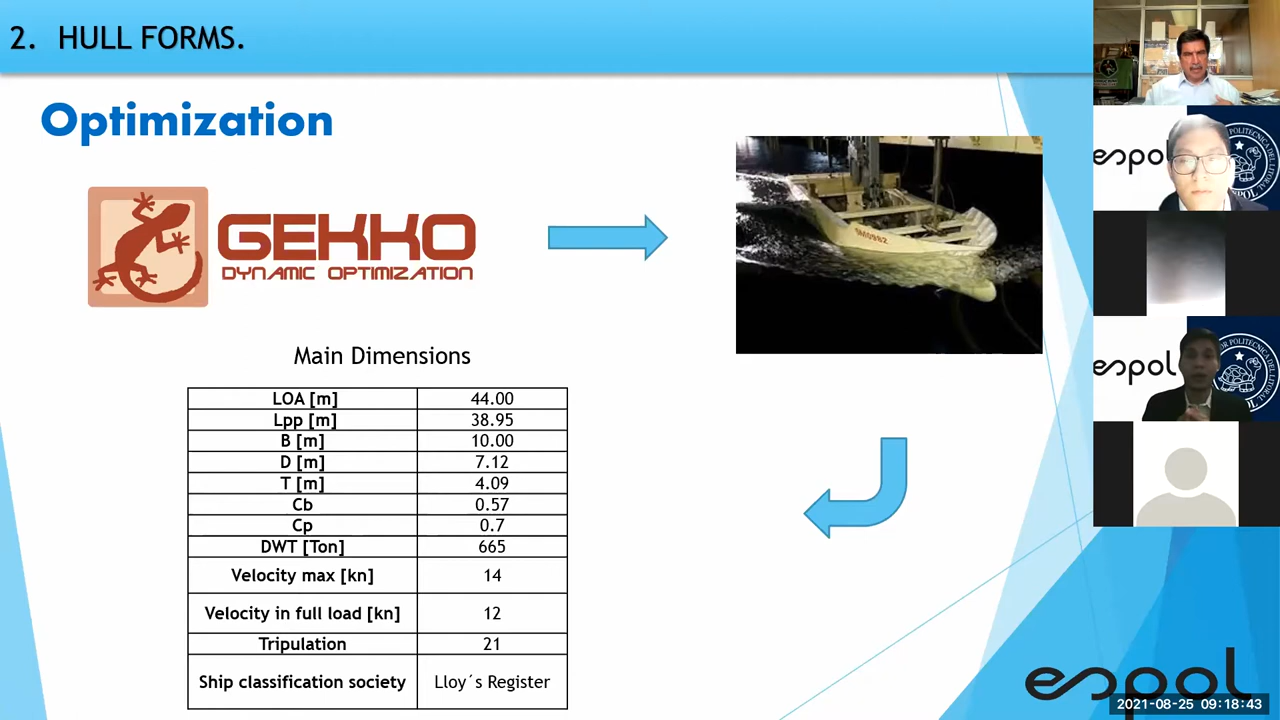 2. HULL FORMS.
Optimization
GEKKO
DYNAMIC OPTIMIZATION
9M0982
Main Dimensions
LOA [m] 44.00
Lpp [m] 38.95
B [m] 10.00
D [m] 7.12
T [m] 4.09
Cb 0.57
Cp 0.7
DWT [Ton] 665
Velocity max [kn] 14
Velocity in full load [kn] 12
Tripulation 21
Ship classification society Lloy´s Register
espol
espol
espol
2021-08-25 09:18:43